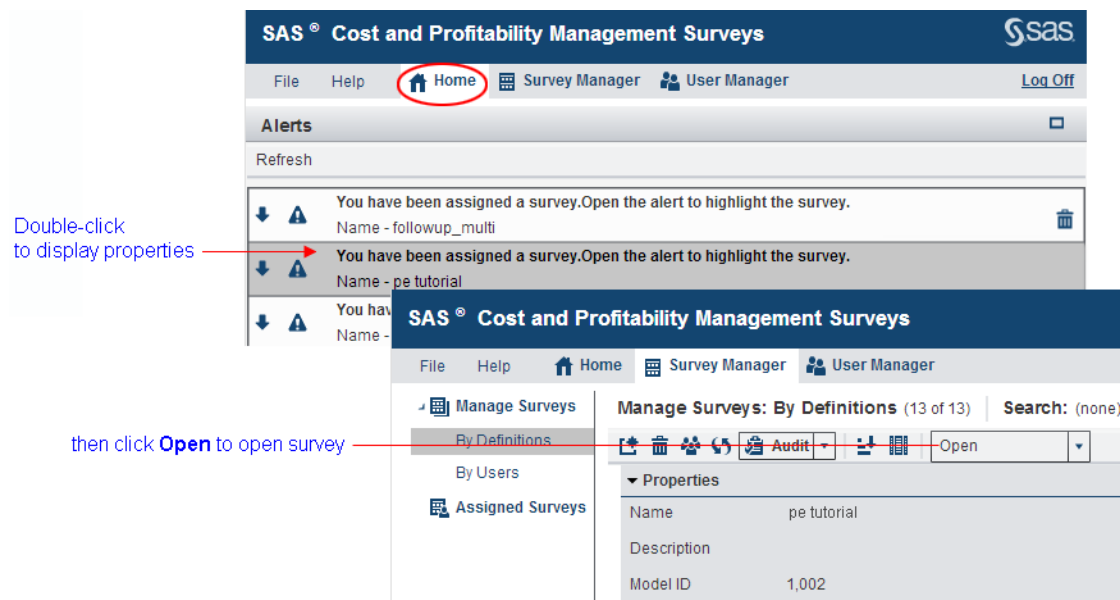 SAS ® Cost and Profitability Management Surveys
sas
File Help Home Survey Manager User Manager Log Off
Alerts
Refresh
You have been assigned a survey.Open the alert to highlight the survey.
Name - followup_multi
Double-click
to display properties
You have been assigned a survey.Open the alert to highlight the survey.
Name - pe tutorial
You hav
Name -
SAS ® Cost and Profitability Management Surveys
File Help Home Survey Manager User Manager
Manage Surveys
Manage Surveys: By Definitions (13 of 13) Search: (none)
then click Open to open survey
By Definitions
Audit Open
By Users
Properties
Assigned Surveys
Name pe tutorial
Description
Model ID 1,002